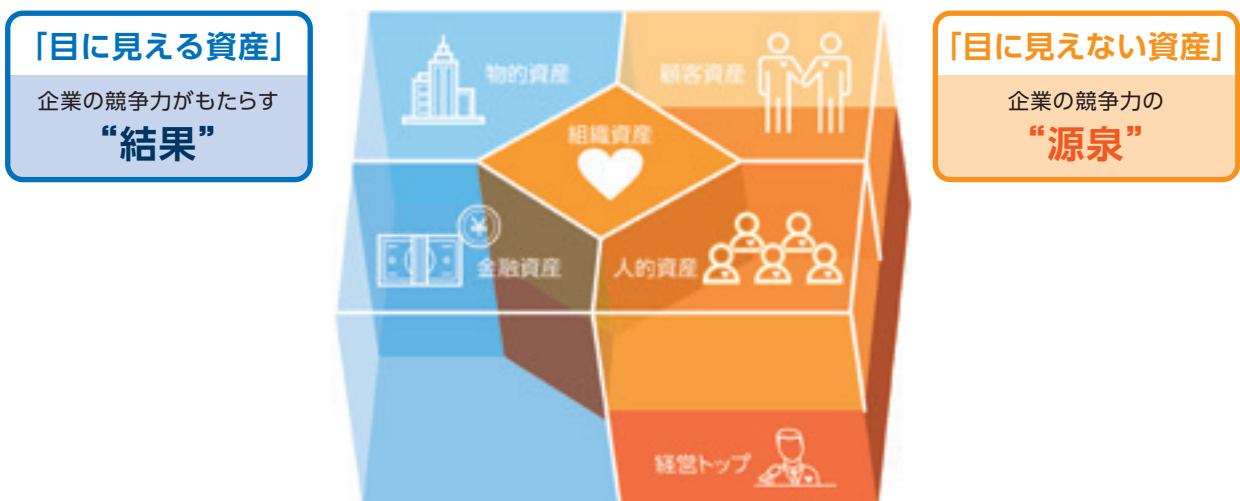 「目に見える資産」
企業の競争力がもたらす
“結果”
物的資産
顧客資産
組織資産
¥
金融資産
人的資産
経営トップ
「目に見えない資産」
企業の競争力の
“源泉”